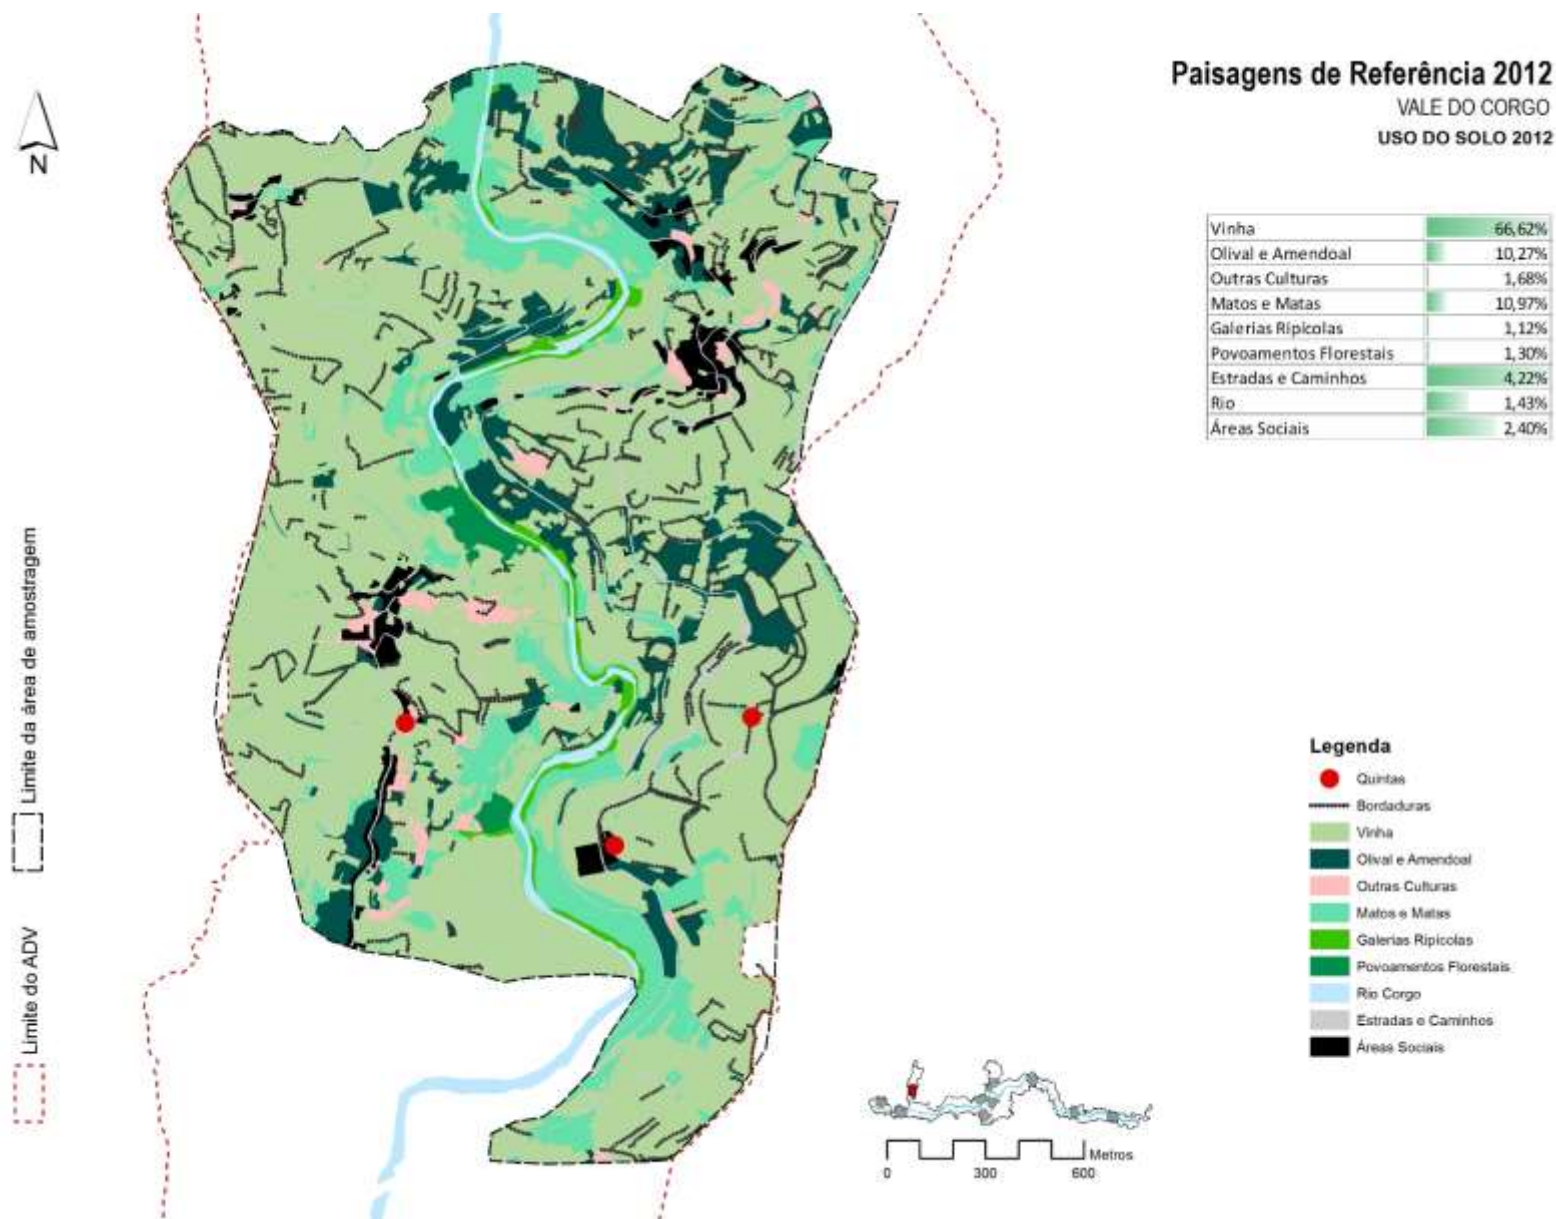 Paisagens de Referência 2012
VALE DO CORGO
USO DO SOLO 2012
N
Vinha 66,62%
Olival e Amendoal 10,27%
Outras Culturas 1,68%
Matos e Matas 10,97%
Galerias Ripícolas 1,12%
Povoamentos Florestais 1,30%
Estradas e Caminhos 4,22%
Rio 1,43%
Áreas Sociais 2,40%
Limite da área de amostragem
Limite do ADV
Legenda
Quintas
Bordaduras
Vinha
Olival e Amendoal
Outras Culturas
Matos e Matas
Galerias Ripícolas
Povoamentos Florestais
Rio Corgo
Estradas e Caminhos
Áreas Sociais
Metros
0 300 600